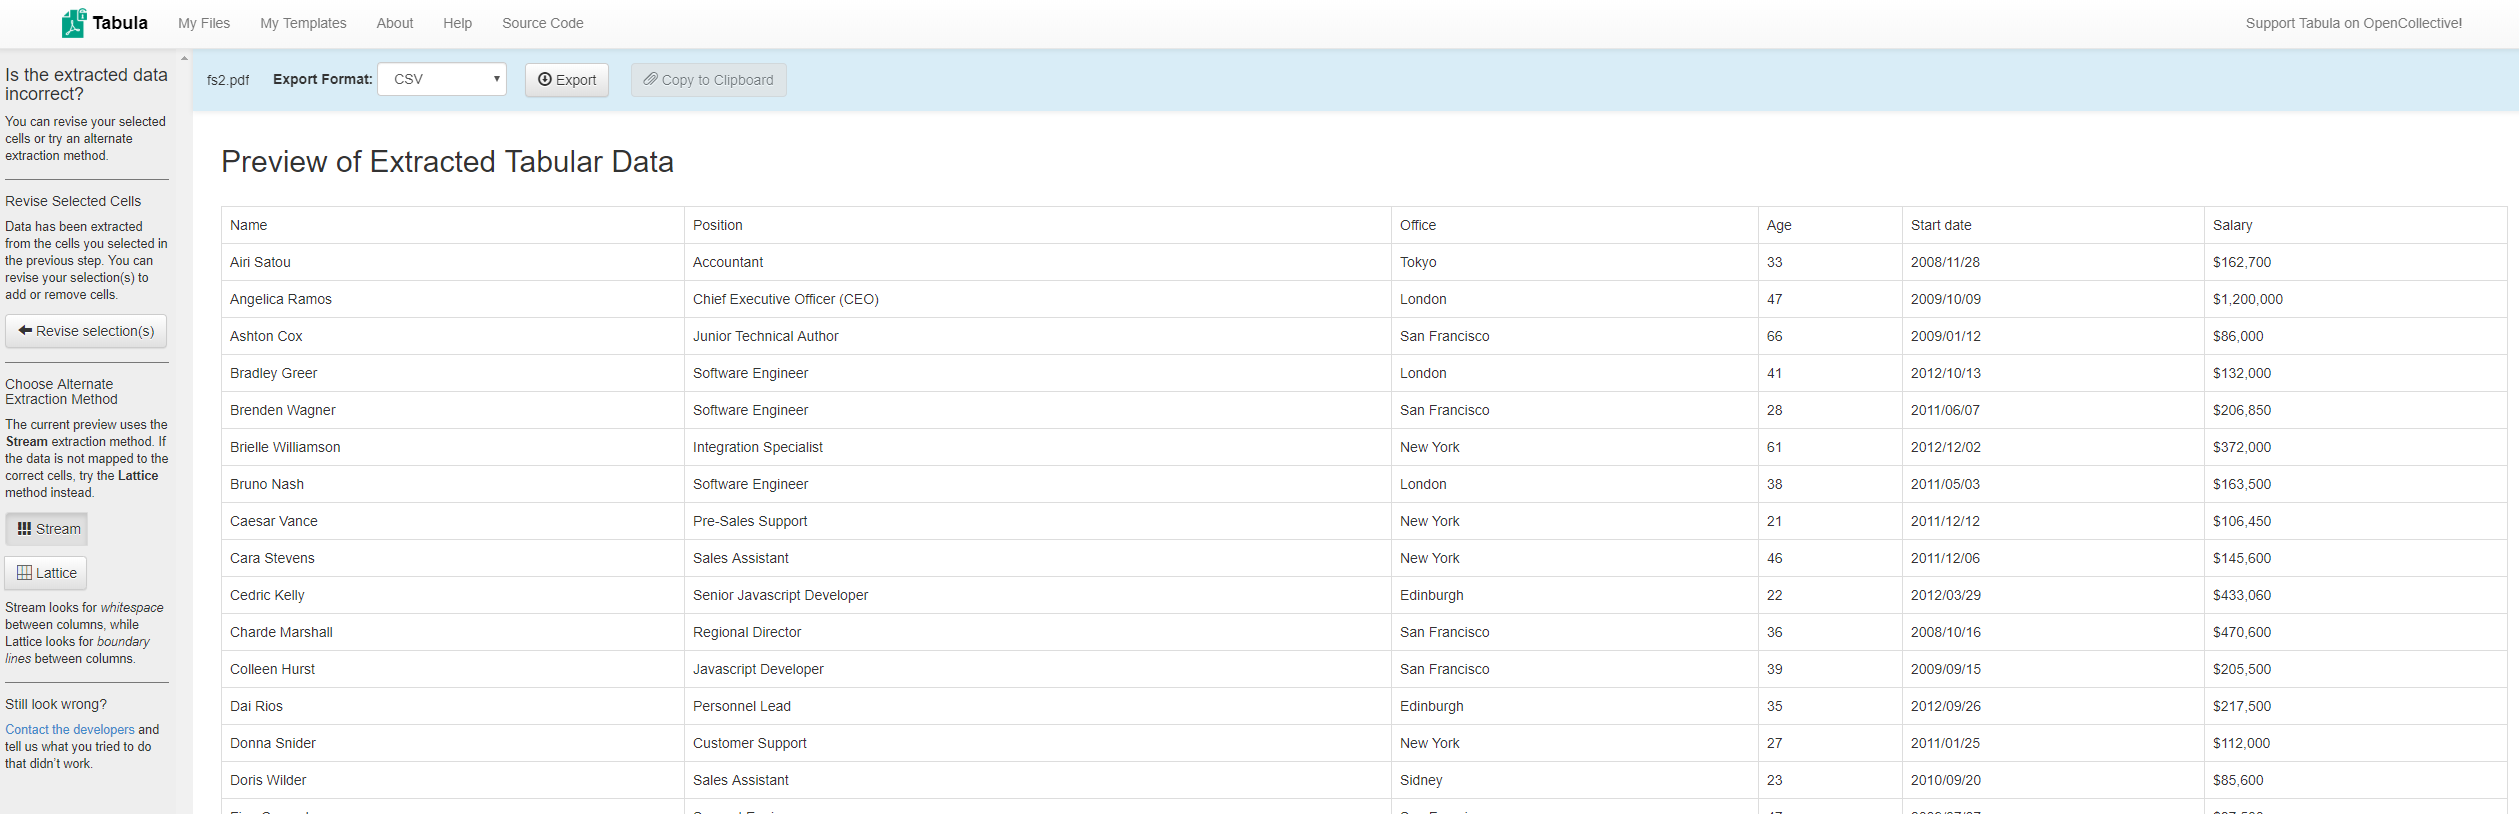 Tabula My Files My Templates About Help Source Code Support Tabula on OpenCollective!
Is the extracted data
incorrect?
You can revise your selected
cells or try an alternate
extraction method.
Revise Selected Cells
Data has been extracted
from the cells you selected in
the previous step. You can
revise your selection(s) to
add or remove cells.
Revise selection(s)
Choose Alternate
Extraction Method
The current preview uses the
Stream extraction method. If
the data is not mapped to the
correct cells, try the Lattice
method instead.
Stream
Lattice
Stream looks for whitespace
between columns, while
Lattice looks for boundary
lines between columns.
Still look wrong?
Contact the developers and
tell us what you tried to do
that didn't work.
fs2.pdf Export Format: CSV Export Copy to Clipboard
Preview of Extracted Tabular Data
Name Position Office Age Start date Salary
Airi Satou Accountant Tokyo 33 2008/11/28 $162,700
Angelica Ramos Chief Executive Officer (CEO) London 47 2009/10/09 $1,200,000
Ashton Cox Junior Technical Author San Francisco 66 2009/01/12 $86,000
Bradley Greer Software Engineer London 41 2012/10/13 $132,000
Brenden Wagner Software Engineer San Francisco 28 2011/06/07 $206,850
Brielle Williamson Integration Specialist New York 61 2012/12/02 $372,000
Bruno Nash Software Engineer London 38 2011/05/03 $163,500
Caesar Vance Pre-Sales Support New York 21 2011/12/12 $106,450
Cara Stevens Sales Assistant New York 46 2011/12/06 $145,600
Cedric Kelly Senior Javascript Developer Edinburgh 22 2012/03/29 $433,060
Charde Marshall Regional Director San Francisco 36 2008/10/16 $470,600
Colleen Hurst Javascript Developer San Francisco 39 2009/09/15 $205,500
Dai Rios Personnel Lead Edinburgh 35 2012/09/26 $217,500
Donna Snider Customer Support New York 27 2011/01/25 $112,000
Doris Wilder Sales Assistant Sidney 23 2010/09/20 $85,600